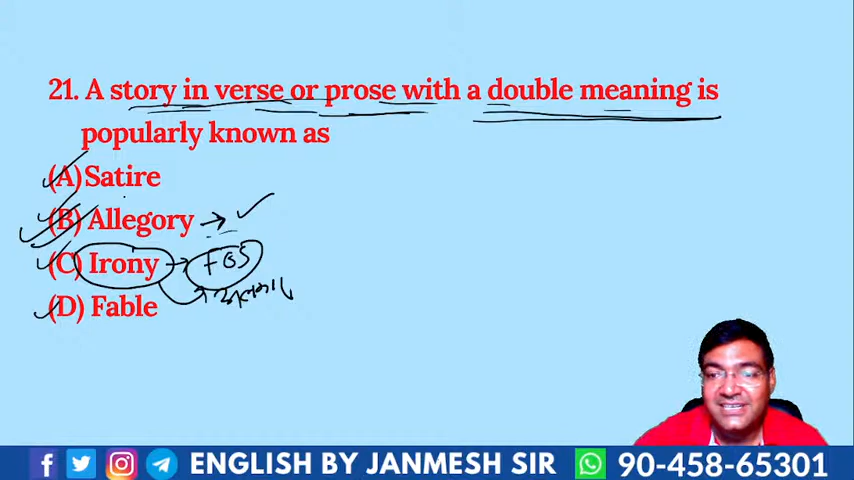 21. A story in verse or prose with a double meaning is
popularly known as
(A) Satire
(B) Allegory
(C) Irony → FOS
(D) Fable
ENGLISH BY JANMESH SIR 90-458-65301